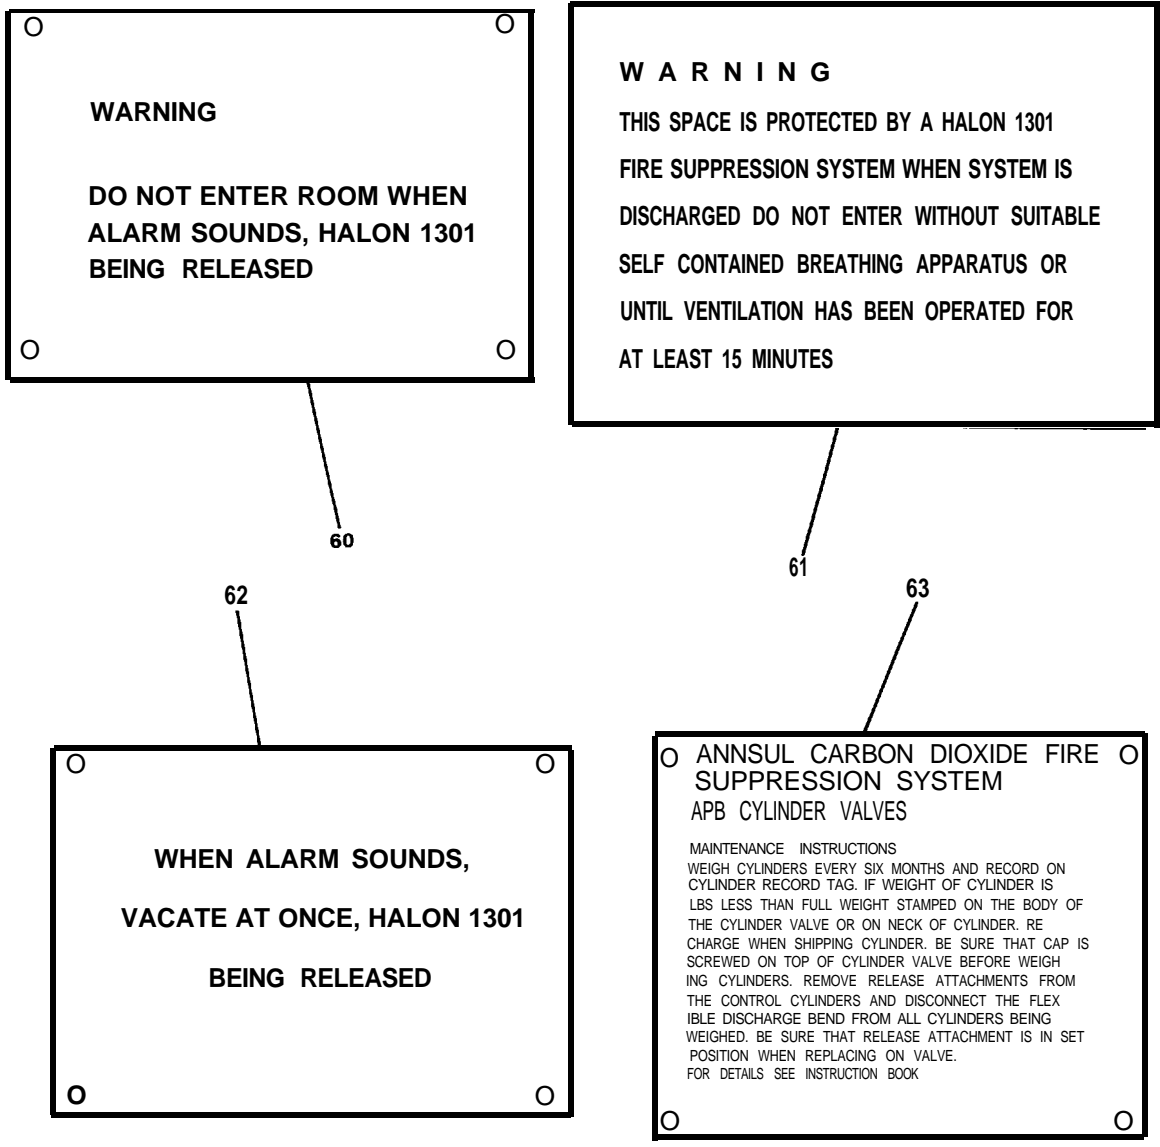 WARNING
DO NOT ENTER ROOM WHEN
ALARM SOUNDS, HALON 1301
BEING RELEASED
60
WARNING
THIS SPACE IS PROTECTED BY A HALON 1301
FIRE SUPPRESSION SYSTEM WHEN SYSTEM IS
DISCHARGED DO NOT ENTER WITHOUT SUITABLE
SELF CONTAINED BREATHING APPARATUS OR
UNTIL VENTILATION HAS BEEN OPERATED FOR
AT LEAST 15 MINUTES
61
62
WHEN ALARM SOUNDS,
VACATE AT ONCE, HALON 1301
BEING RELEASED
63
ANNSUL CARBON DIOXIDE FIRE
SUPPRESSION SYSTEM
APB CYLINDER VALVES
MAINTENANCE INSTRUCTIONS
WEIGH CYLINDERS EVERY SIX MONTHS AND RECORD ON
CYLINDER RECORD TAG. IF WEIGHT OF CYLINDER IS
LBS LESS THAN FULL WEIGHT STAMPED ON THE BODY OF
THE CYLINDER VALVE OR ON NECK OF CYLINDER. RE
CHARGE WHEN SHIPPING CYLINDER. BE SURE THAT CAP IS
SCREWED ON TOP OF CYLINDER VALVE BEFORE WEIGH
ING CYLINDERS. REMOVE RELEASE ATTACHMENTS FROM
THE CONTROL CYLINDERS AND DISCONNECT THE FLEX
IBLE DISCHARGE BEND FROM ALL CYLINDERS BEING
WEIGHED. BE SURE THAT RELEASE ATTACHMENT IS IN SET
POSITION WHEN REPLACING ON VALVE.
FOR DETAILS SEE INSTRUCTION BOOK